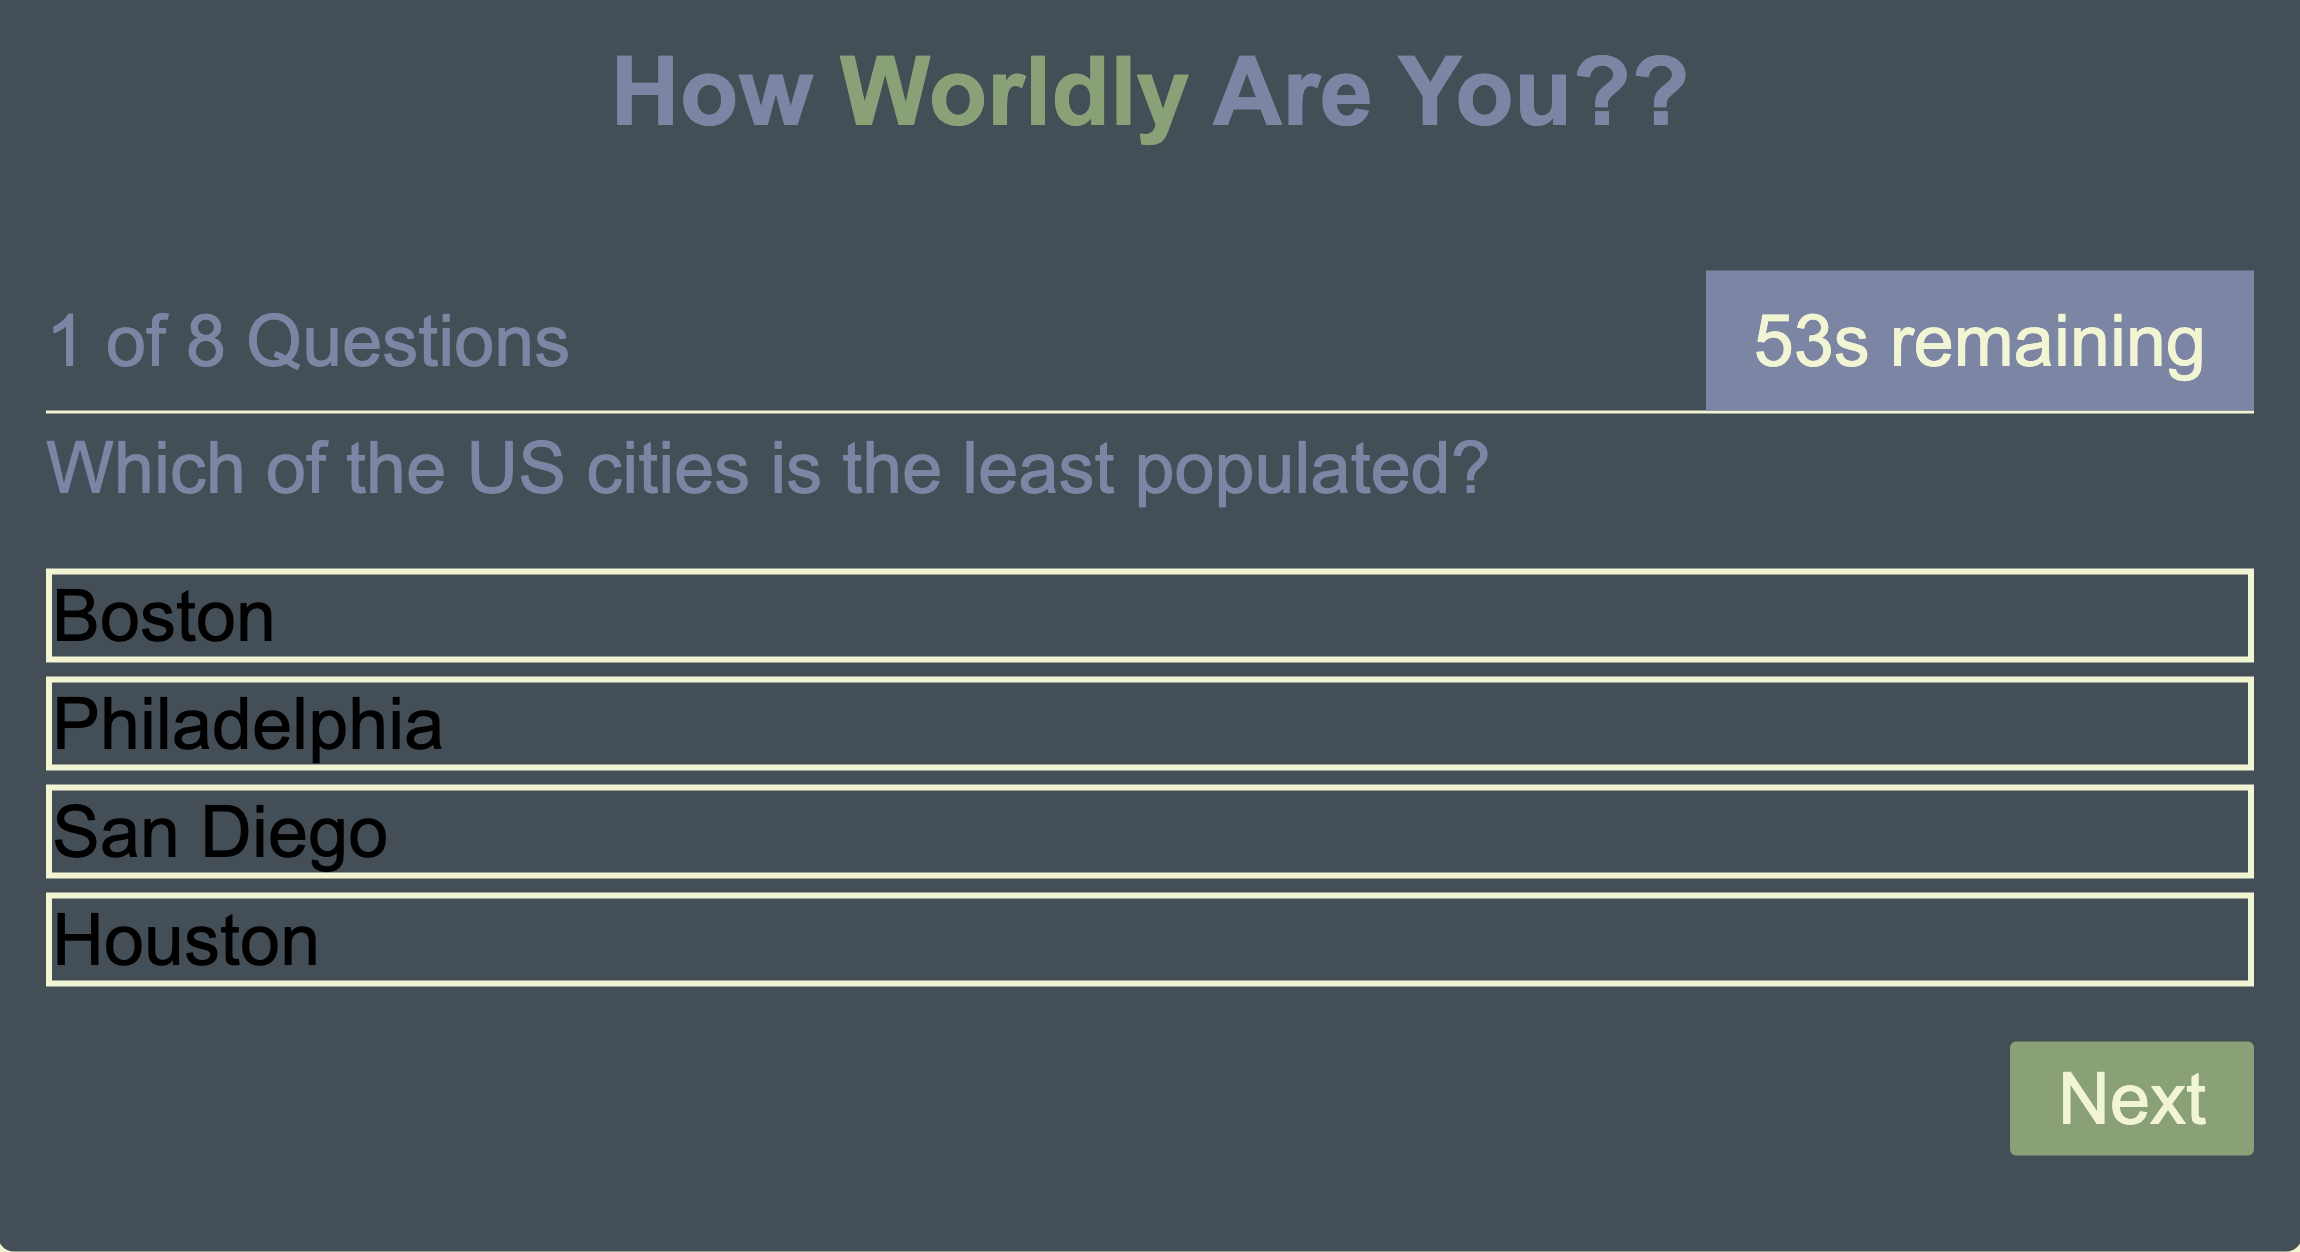 How Worldly Are You??
1 of 8 Questions
53s remaining
Which of the US cities is the least populated?
Boston
Philadelphia
San Diego
Houston
Next